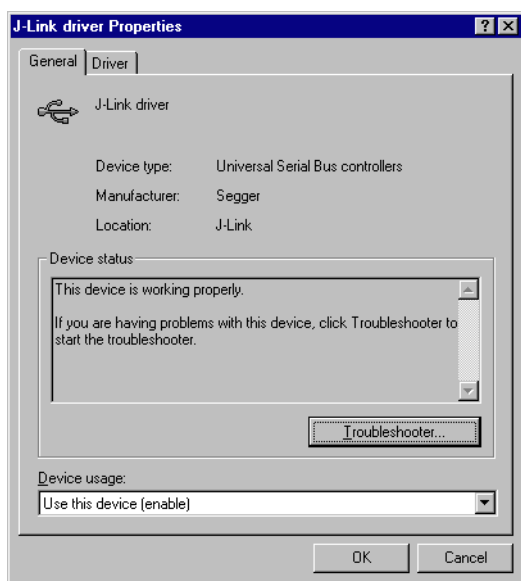 J-Link driver Properties
General Driver
J-Link driver
Device type: Universal Serial Bus controllers
Manufacturer: Segger
Location: J-Link
Device status
This device is working properly.
If you are having problems with this device, click Troubleshooter to
start the troubleshooter.
Troubleshooter...
Device usage:
Use this device (enable)
OK Cancel